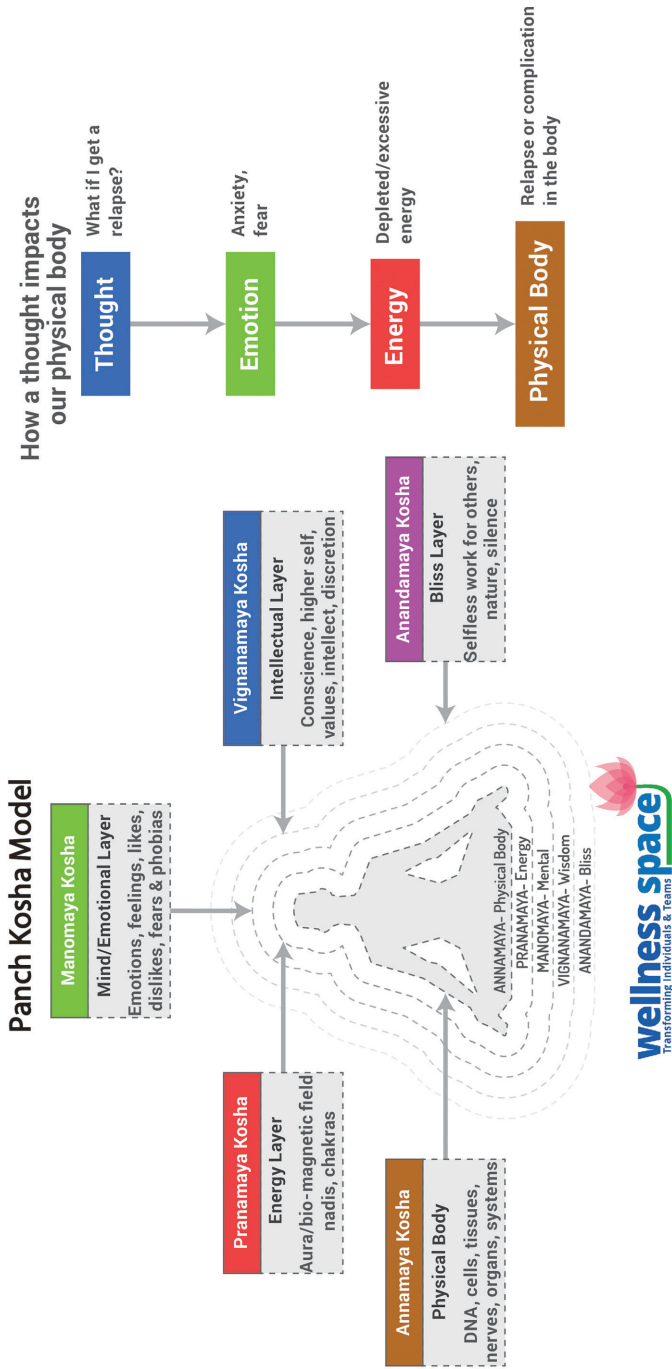 Panch Kosha Model
Manomaya Kosha
Mind/Emotional Layer
Emotions, feelings, likes,
dislikes, fears & phobias
Pranamaya Kosha
Energy Layer
Aura/bio-magnetic field
nadis, chakras
Vignanamaya Kosha
Intellectual Layer
Conscience, higher self,
values, intellect, discretion
Annamaya Kosha
Physical Body
DNA, cells, tissues,
nerves, organs, systems
Anandamaya Kosha
Bliss Layer
Selfless work for others,
nature, silence
ANNAMAYA- Physical Body
PRANAMAYA- Energy
MANOMAYA- Mental
VIGNANAMAYA- Wisdom
ANANDAMAYA- Bliss
wellness space
Transforming Individuals & Teams
How a thought impacts
our physical body
Thought
What if I get a
relapse?
Emotion
Anxiety,
fear
Energy
Depleted/excessive
energy
Physical Body
Relapse or complication
in the body